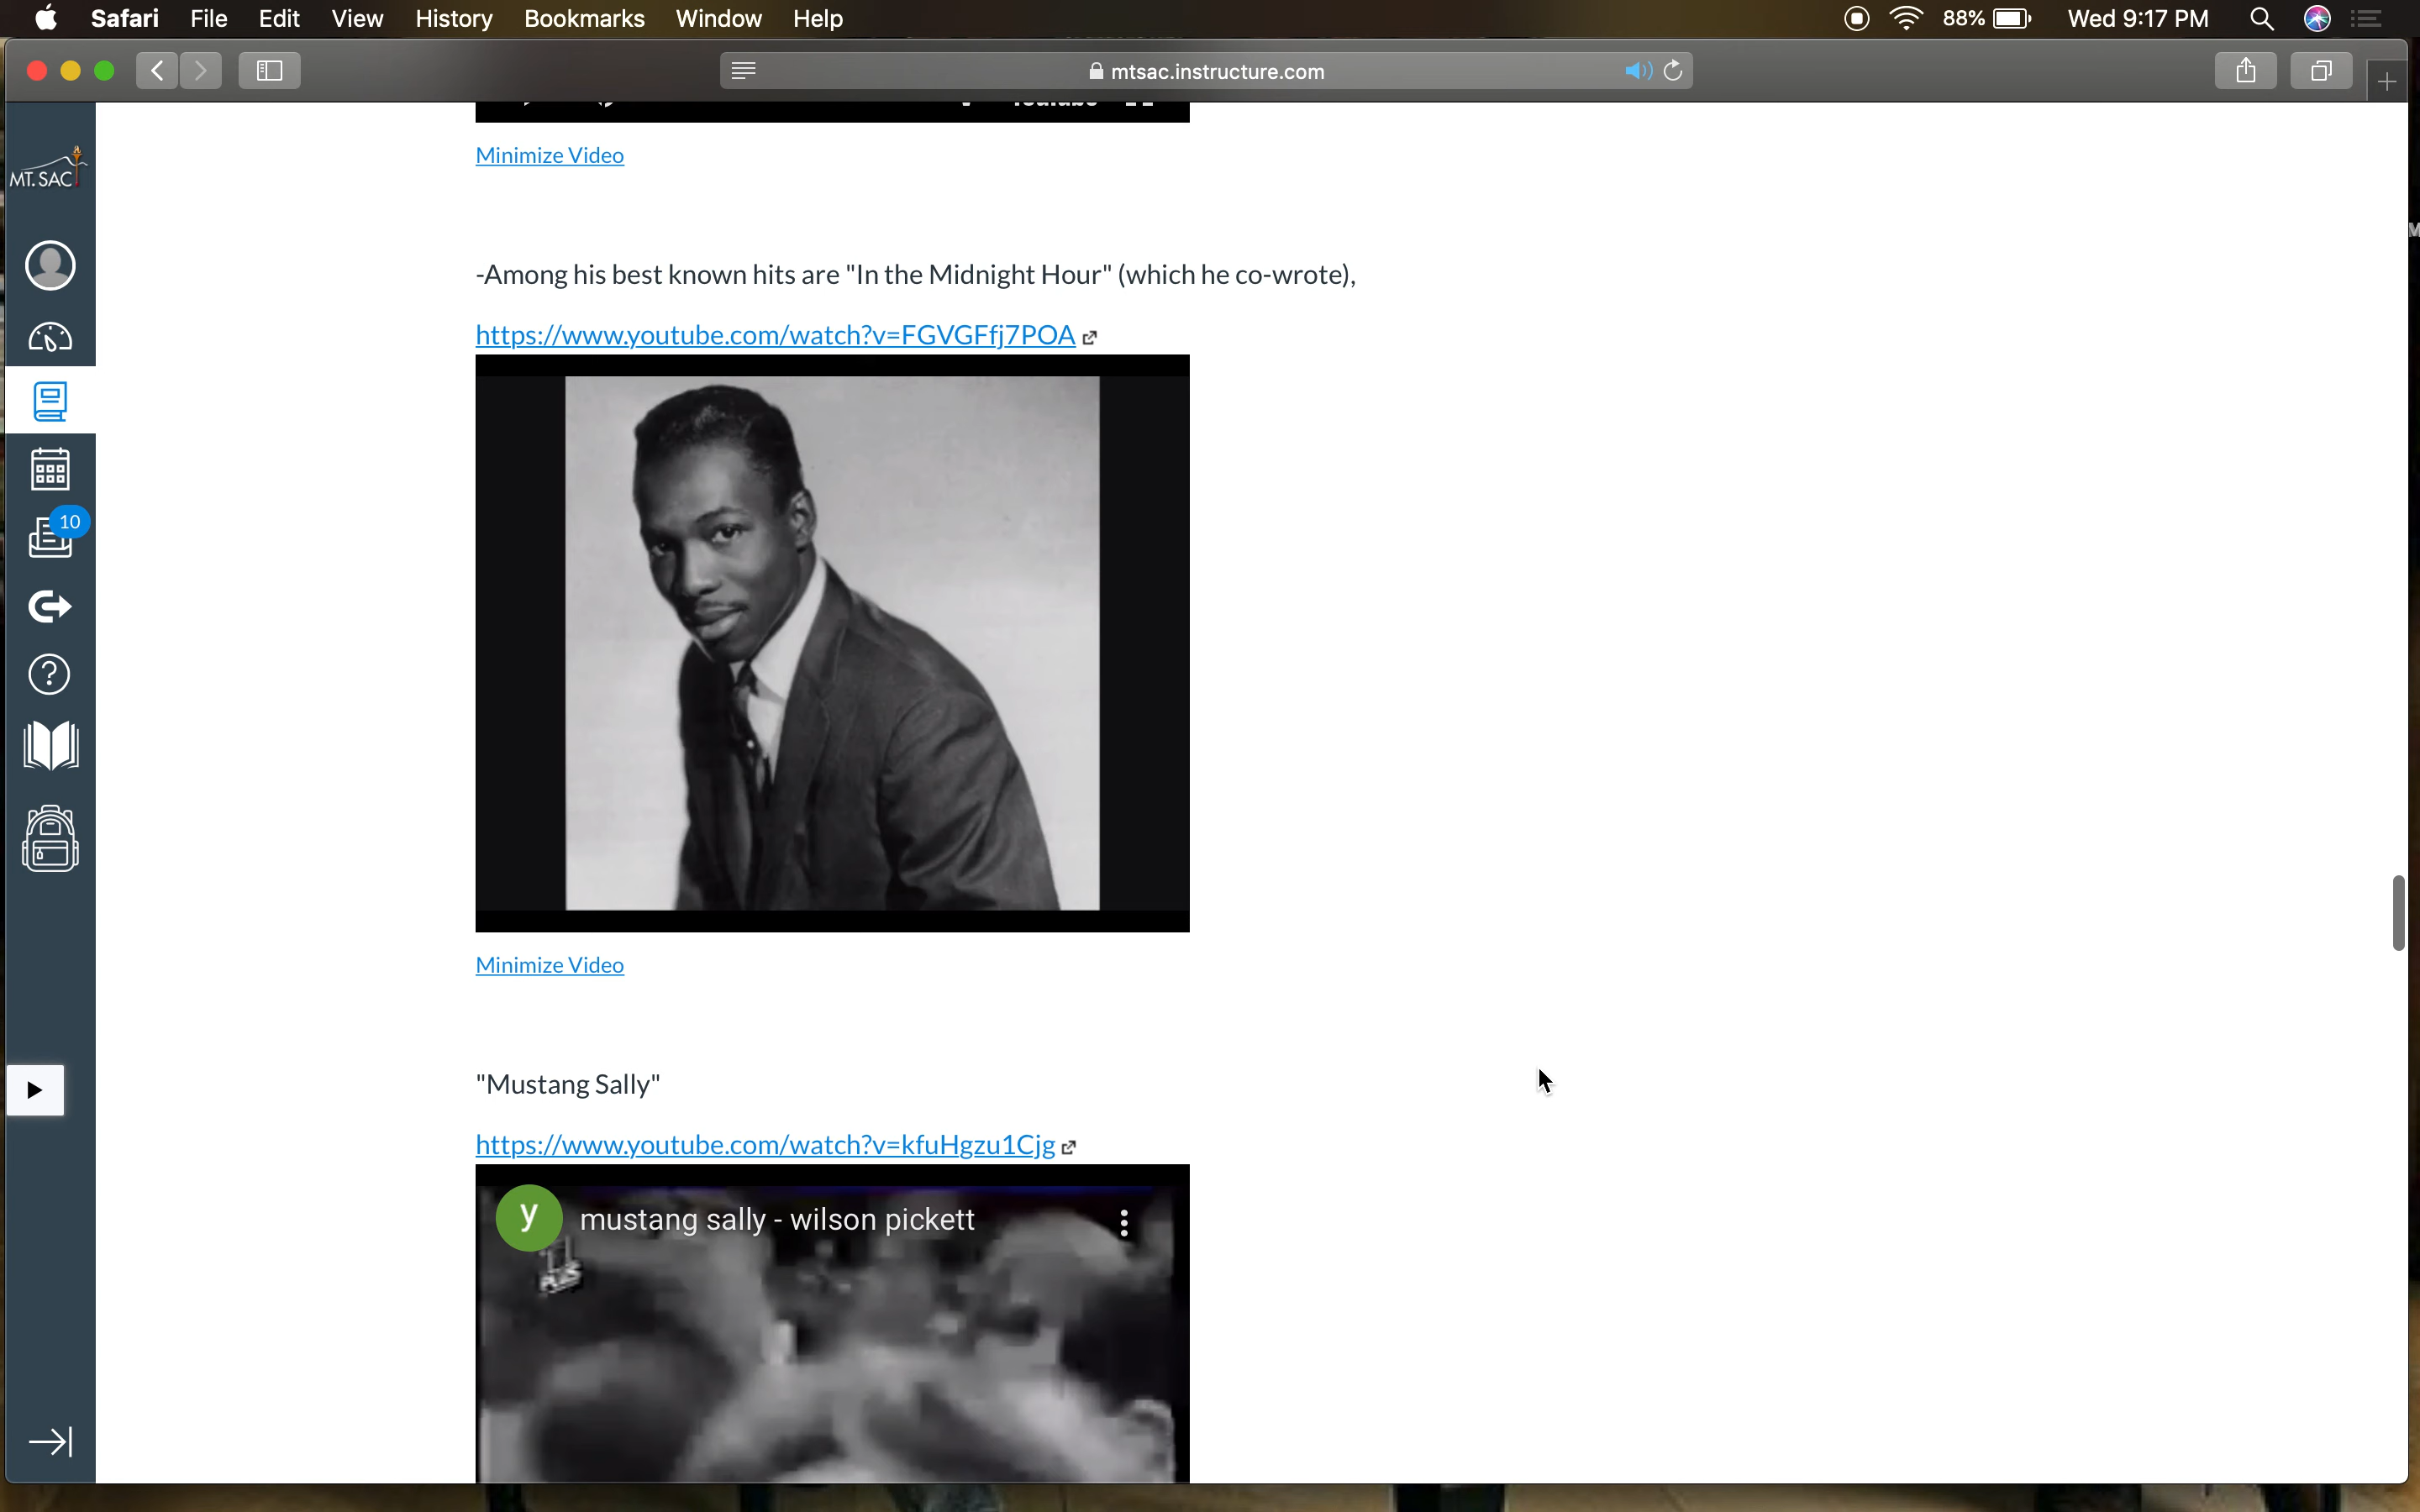 Safari File Edit View History Bookmarks Window Help 88% Wed 9:17 PM
mtsac.instructure.com
MT. SAC
Minimize Video
-Among his best known hits are "In the Midnight Hour" (which he co-wrote),
https://www.youtube.com/watch?v=FGVGFfj7POA
10
Minimize Video
"Mustang Sally"
https://www.youtube.com/watch?v=kfuHgzu1Cjg
y mustang sally - wilson pickett